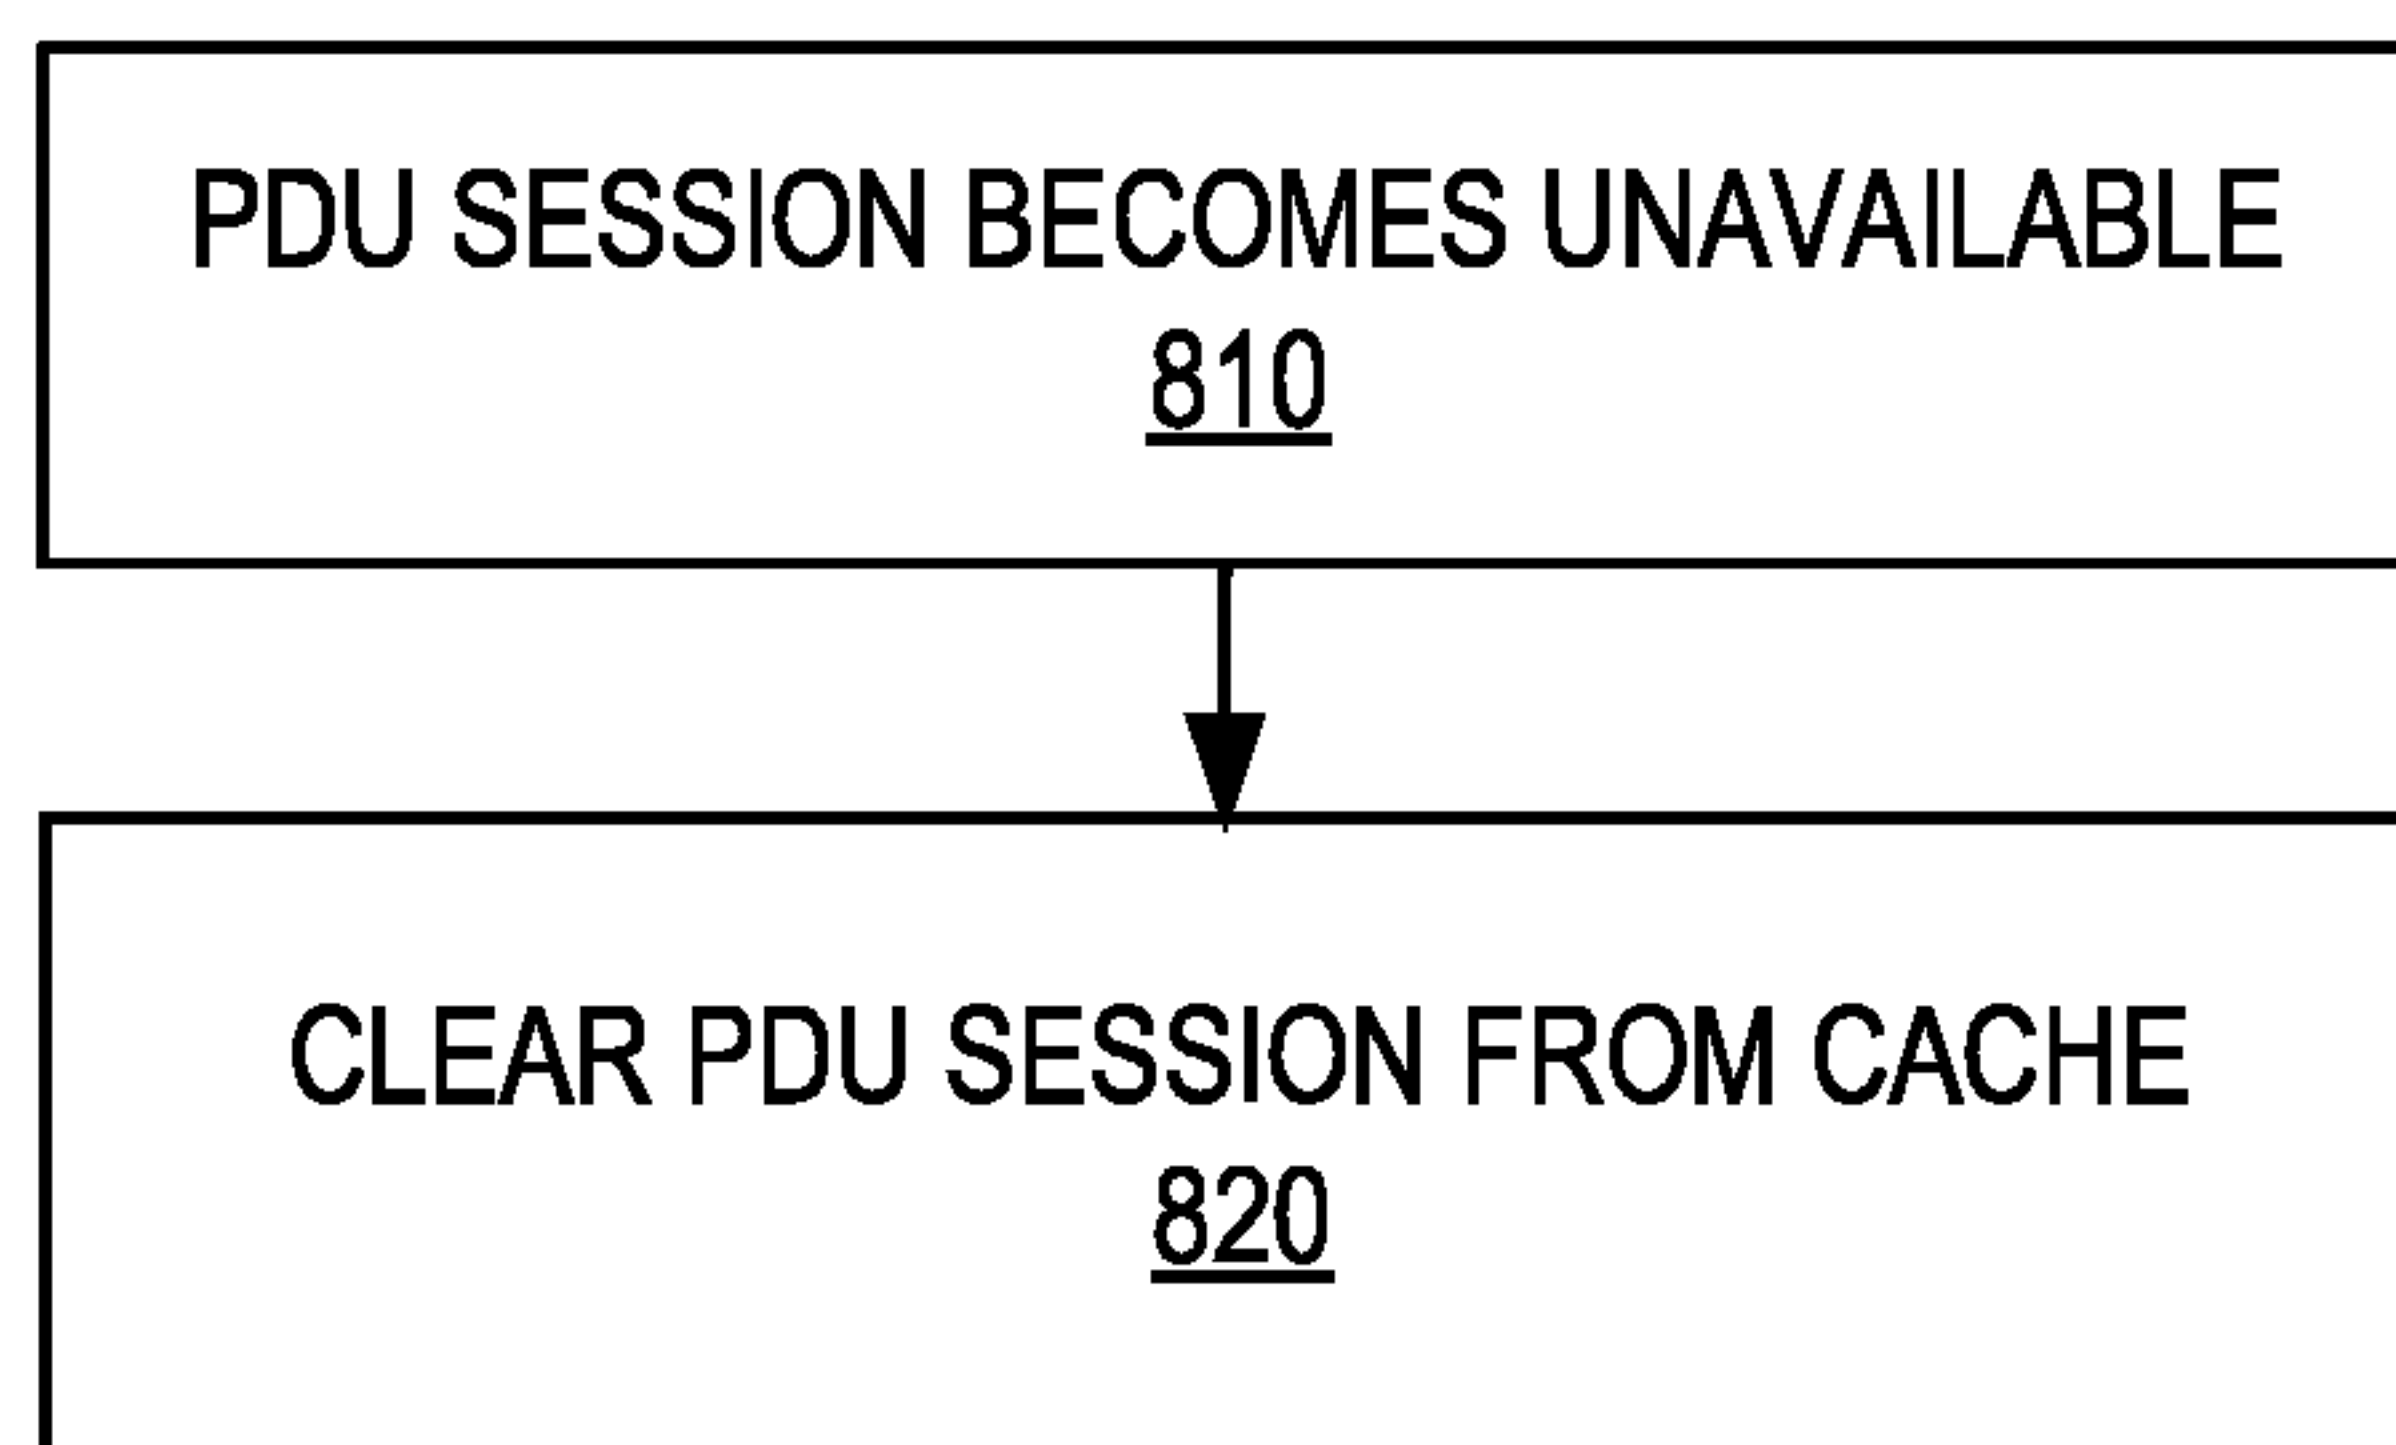 PDU SESSION BECOMES UNAVAILABLE
810
CLEAR PDU SESSION FROM CACHE
820